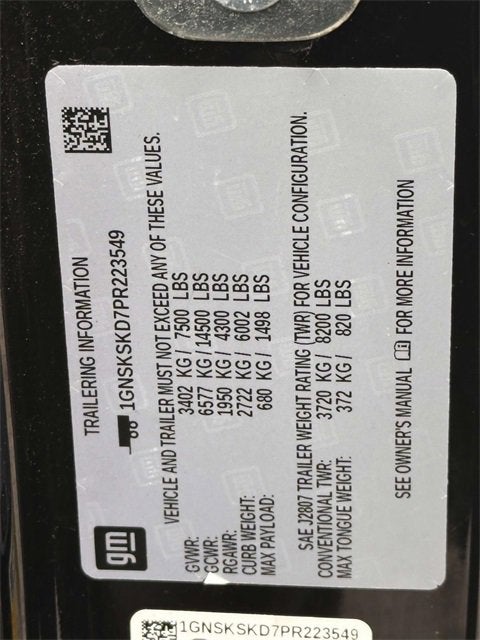 TRAILERING INFORMATION
gm 1GNSKSKD7PR223549
VEHICLE AND TRAILER MUST NOT EXCEED ANY OF THESE VALUES.
GVWR: 3402 KG / 7500 LBS
GCWR: 6577 KG / 14500 LBS
RGAWR: 1950 KG / 4300 LBS
CURB WEIGHT: 2722 KG / 6002 LBS
MAX PAYLOAD: 680 KG / 1498 LBS
SAE J2807 TRAILER WEIGHT RATING (TWR) FOR VEHICLE CONFIGURATION.
CONVENTIONAL TWR: 3720 KG / 8200 LBS
MAX TONGUE WEIGHT: 372 KG / 820 LBS
SEE OWNER'S MANUAL FOR MORE INFORMATION
1GNSKSKD7PR223549